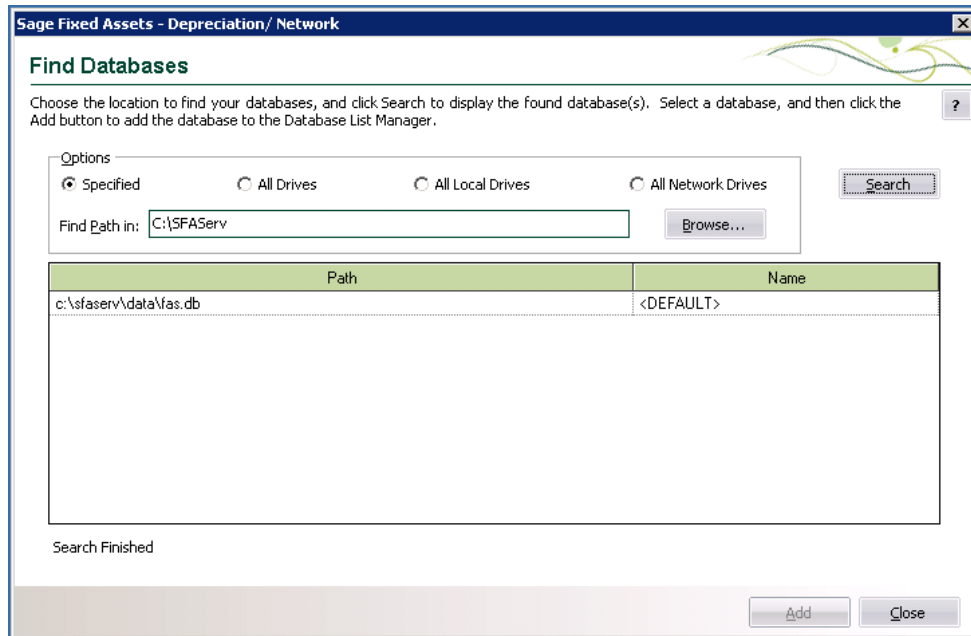 Sage Fixed Assets - Depreciation/ Network
Find Databases
Choose the location to find your databases, and click Search to display the found database(s).  Select a database, and then click the
Add button to add the database to the Database List Manager.
?
Options
Specified All Drives All Local Drives All Network Drives Search
Find Path in: C:\SFAServ Browse...
Path Name
c:\sfaserv\data\fas.db <DEFAULT>
Search Finished
Add Close